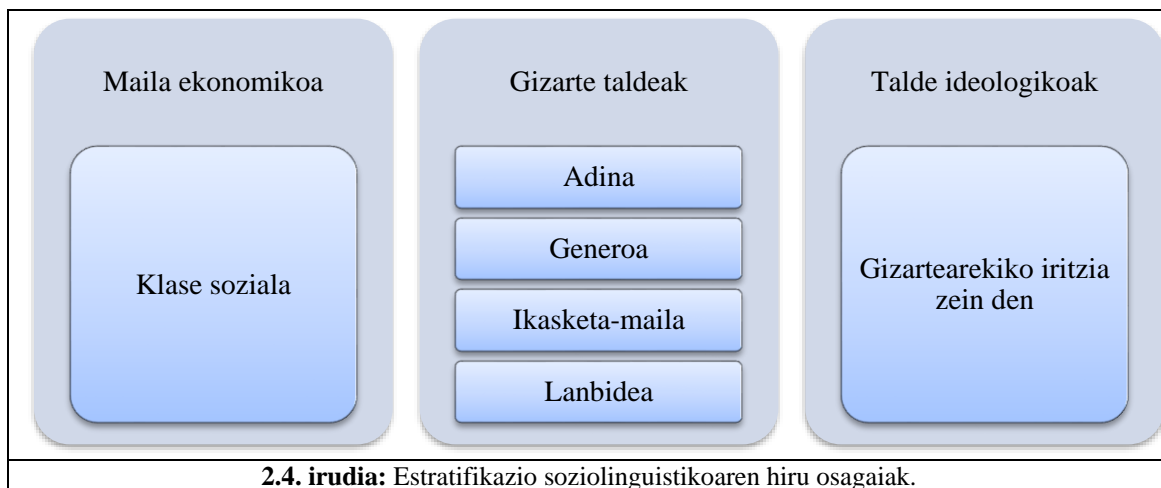 Maila ekonomikoa
Klase soziala
Gizarte taldeak
Adina
Generoa
Ikasketa-maila
Lanbidea
Talde ideologikoak
Gizartearekiko iritzia
zein den
2.4. irudia: Estratifikazio soziolinguistikoaren hiru osagaiak.